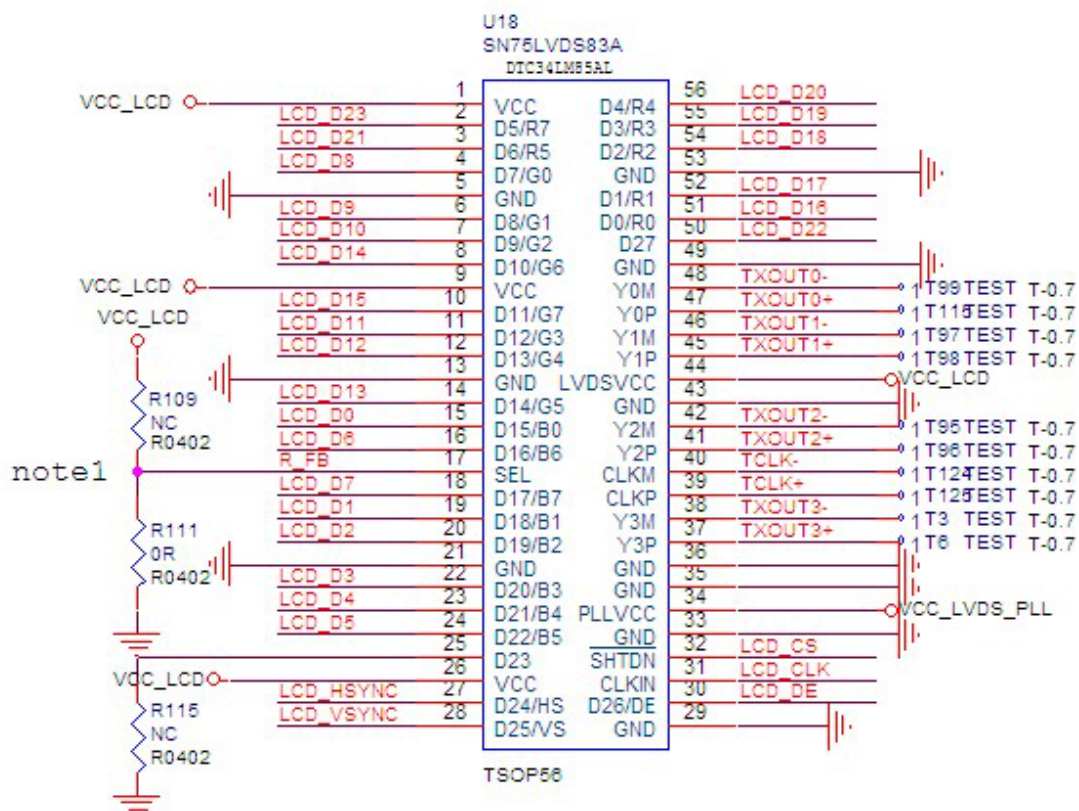 U18
SN75LVDS83A
DTC34LM85AL
VCC_LCD 1 VCC D4/R4 56 LCD_D20
LCD_D23 2 D5/R7 D3/R3 55 LCD_D19
LCD_D21 3 D6/R5 D2/R2 54 LCD_D18
LCD_D8 4 D7/G0 GND 53
5 GND D1/R1 52 LCD_D17
LCD_D9 6 D8/G1 D0/R0 51 LCD_D16
LCD_D10 7 D9/G2 D27 50 LCD_D22
LCD_D14 8 D10/G6 GND 49
VCC_LCD 9 VCC Y0M 48 TXOUT0- 1 T99 TEST T-0.7
LCD_D15 10 D11/G7 Y0P 47 TXOUT0+ 1 TEST T-0.7
VCC_LCD
LCD_D11 11 D12/G3 Y1M 46 TXOUT1- 1 T97 TEST T-0.7
LCD_D12 12 D13/G4 Y1P 45 TXOUT1+ 1 T98 TEST T-0.7
13 GND LVDSVCC 44 VCC_LCD
LCD_D13 14 D14/G5 GND 43
R109
NC
R0402
LCD_D0 15 D15/B0 Y2M 42 TXOUT2- 1 T95 TEST T-0.7
LCD_D6 16 D16/B6 Y2P 41 TXOUT2+ 1 T96 TEST T-0.7
note1 R_FB 17 SEL CLKM 40 TCLK- 1 T124 TEST T-0.7
LCD_D7 18 D17/B7 CLKP 39 TCLK+ 1 TEST T-0.7
LCD_D1 19 D18/B1 Y3M 38 TXOUT3- 1 T3 TEST T-0.7
LCD_D2 20 D19/B2 Y3P 37 TXOUT3+ 1 T6 TEST T-0.7
R111
0R
R0402
21 GND GND 36
LCD_D3 22 D20/B3 GND 35
LCD_D4 23 D21/B4 PLLVCC 34 VCC_LVDS_PLL
LCD_D5 24 D22/B5 GND 33
25 D23 SHTDN 32 LCD_CS
VCC_LCD 26 VCC CLKIN 31 LCD_CLK
LCD_HSYNC 27 D24/HS D26/DE 30 LCD_DE
LCD_VSYNC 28 D25/VS GND 29
R115
NC
R0402
TSOP56